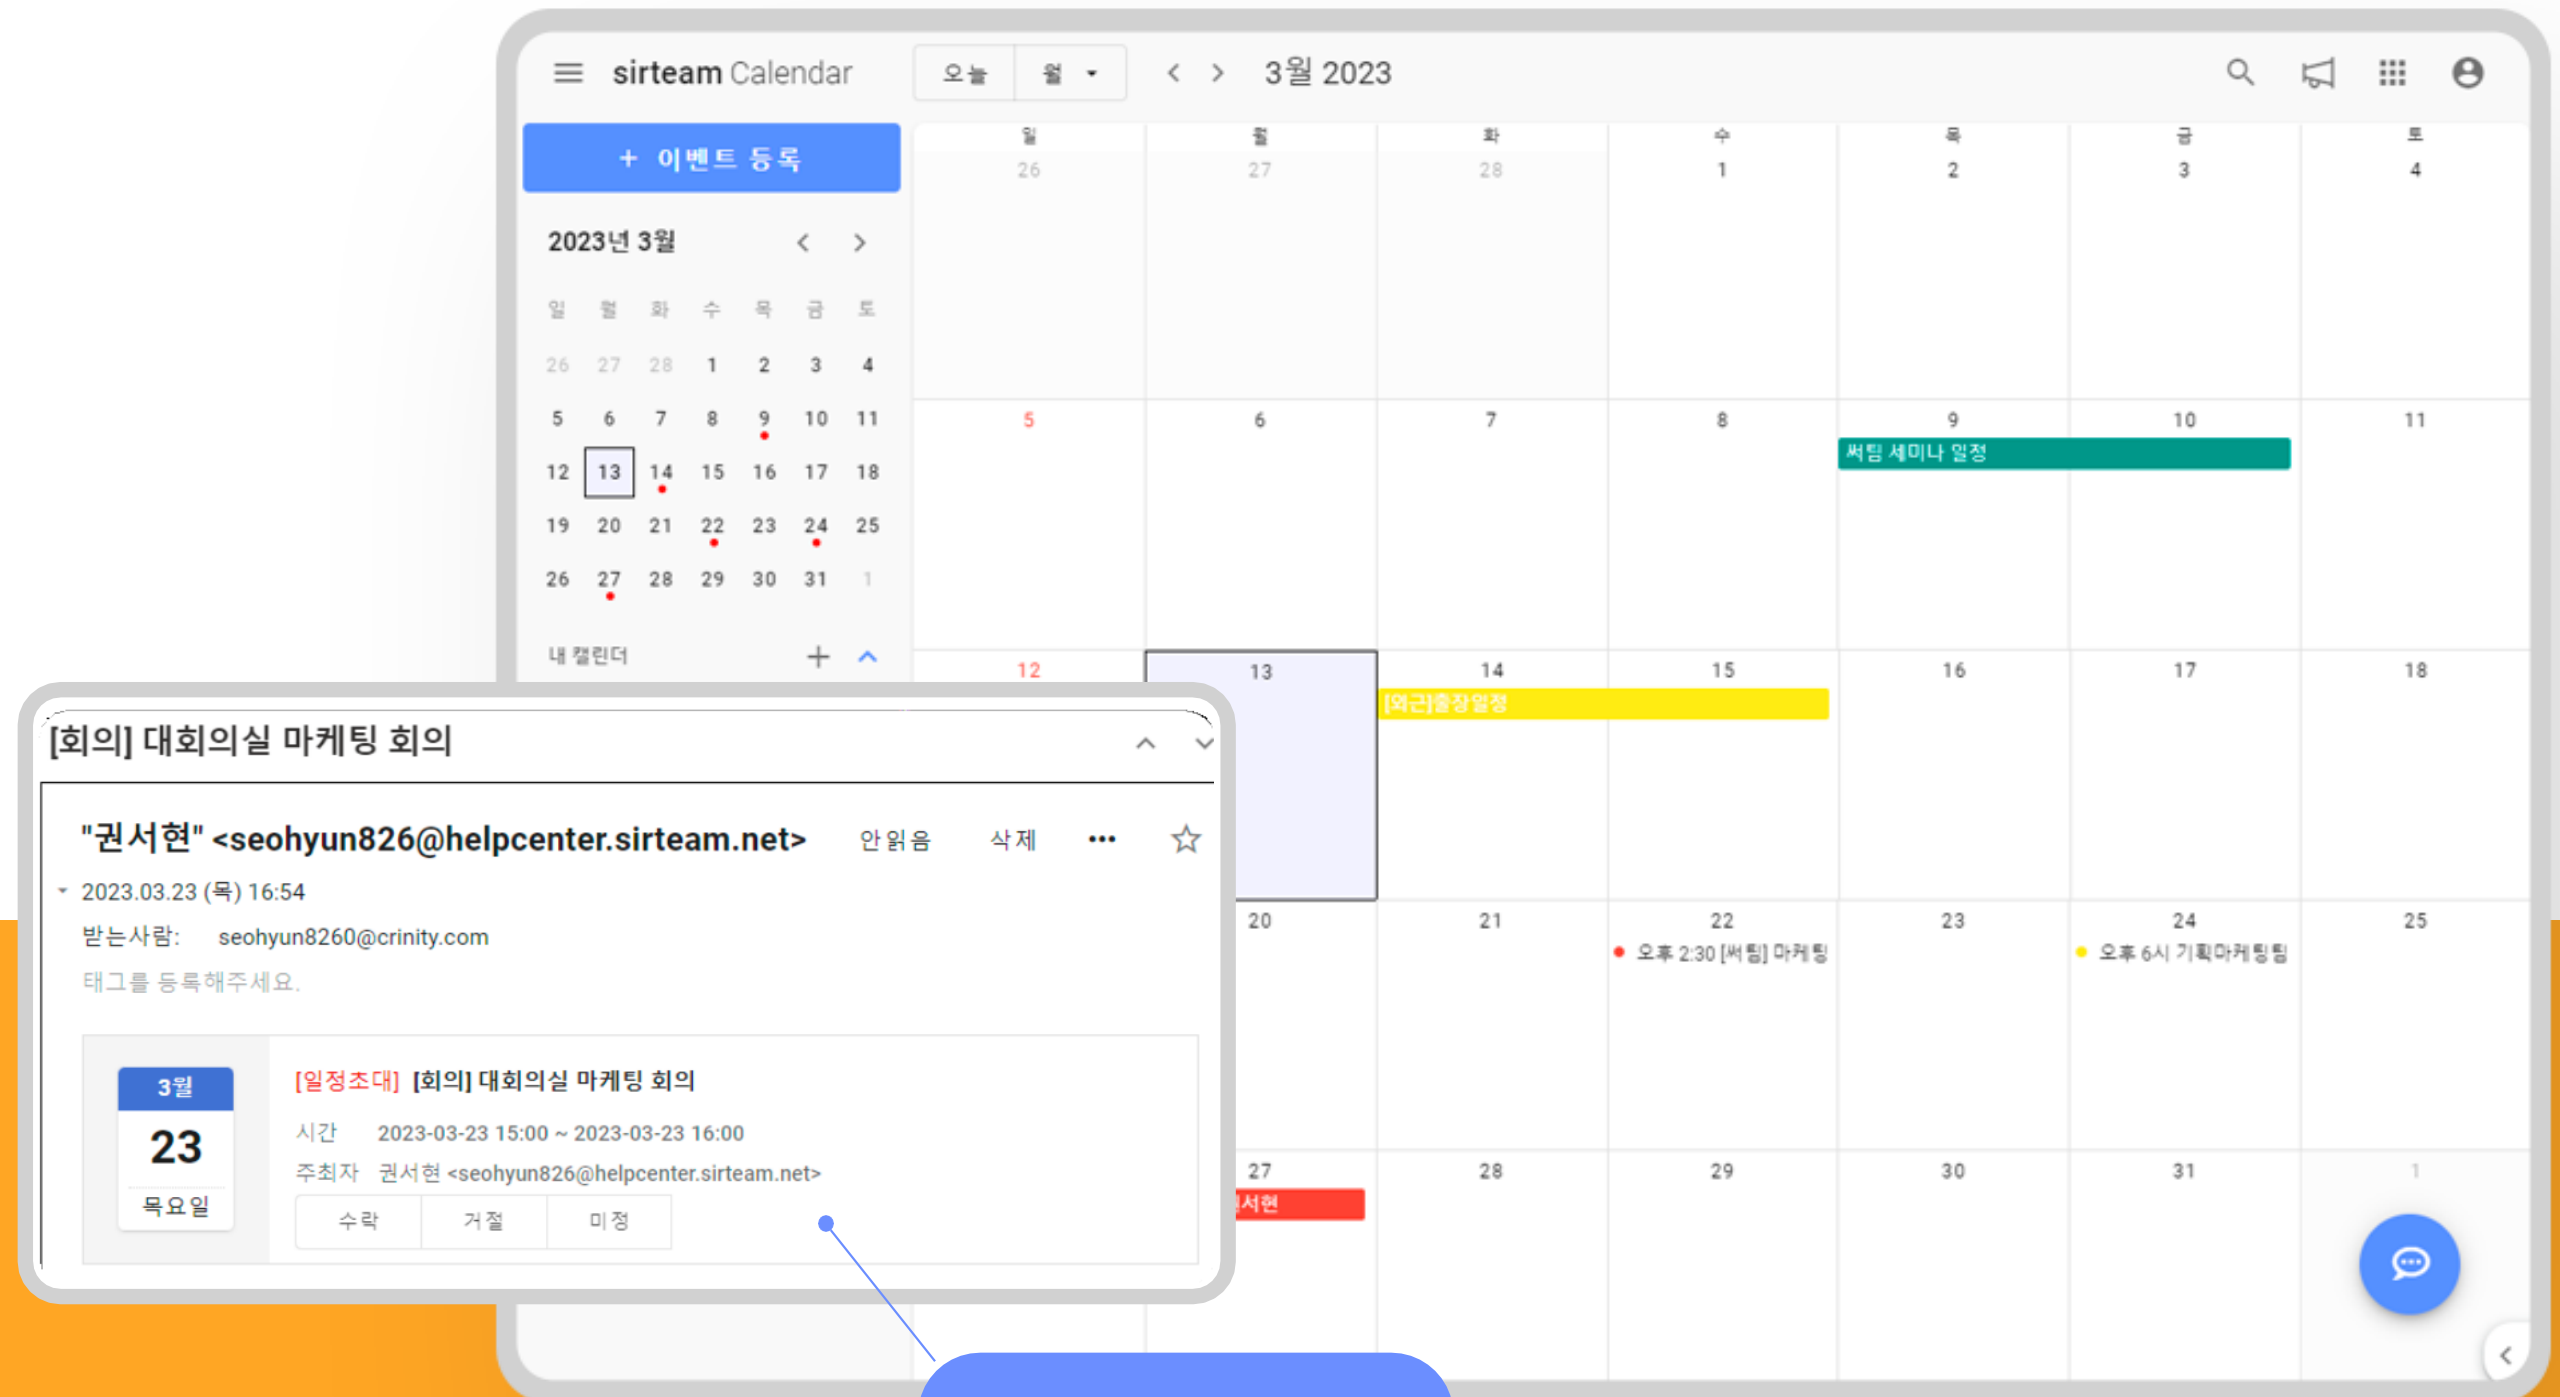 sirteam Calendar
오늘 월
3월 2023
+ 이벤트 등록
2023년 3월
일 월 화 수 목 금 토
26 27 28 1 2 3 4
5 6 7 8 9 10 11
12 13 14 15 16 17 18
19 20 21 22 23 24 25
26 27 28 29 30 31 1
내 캘린더
일 월 화 수 목 금 토
26 27 28 1 2 3 4
5 6 7 8 9 10 11
써팀 세미나 일정
12 13 14 15 16 17 18
[외근]출장일정
20 21 22 23 24 25
오후 2:30 [써팀] 마케팅
오후 6시 기획마케팅팀
27 28 29 30 31 1
서현
[회의] 대회의실 마케팅 회의
"권서현" <seohyun826@helpcenter.sirteam.net> 안읽음 삭제
2023.03.23 (목) 16:54
받는사람: seohyun8260@crinity.com
태그를 등록해주세요.
3월
23
목요일
[일정초대] [회의] 대회의실 마케팅 회의
시간 2023-03-23 15:00 ~ 2023-03-23 16:00
주최자 권서현 <seohyun826@helpcenter.sirteam.net>
수락 거절 미정